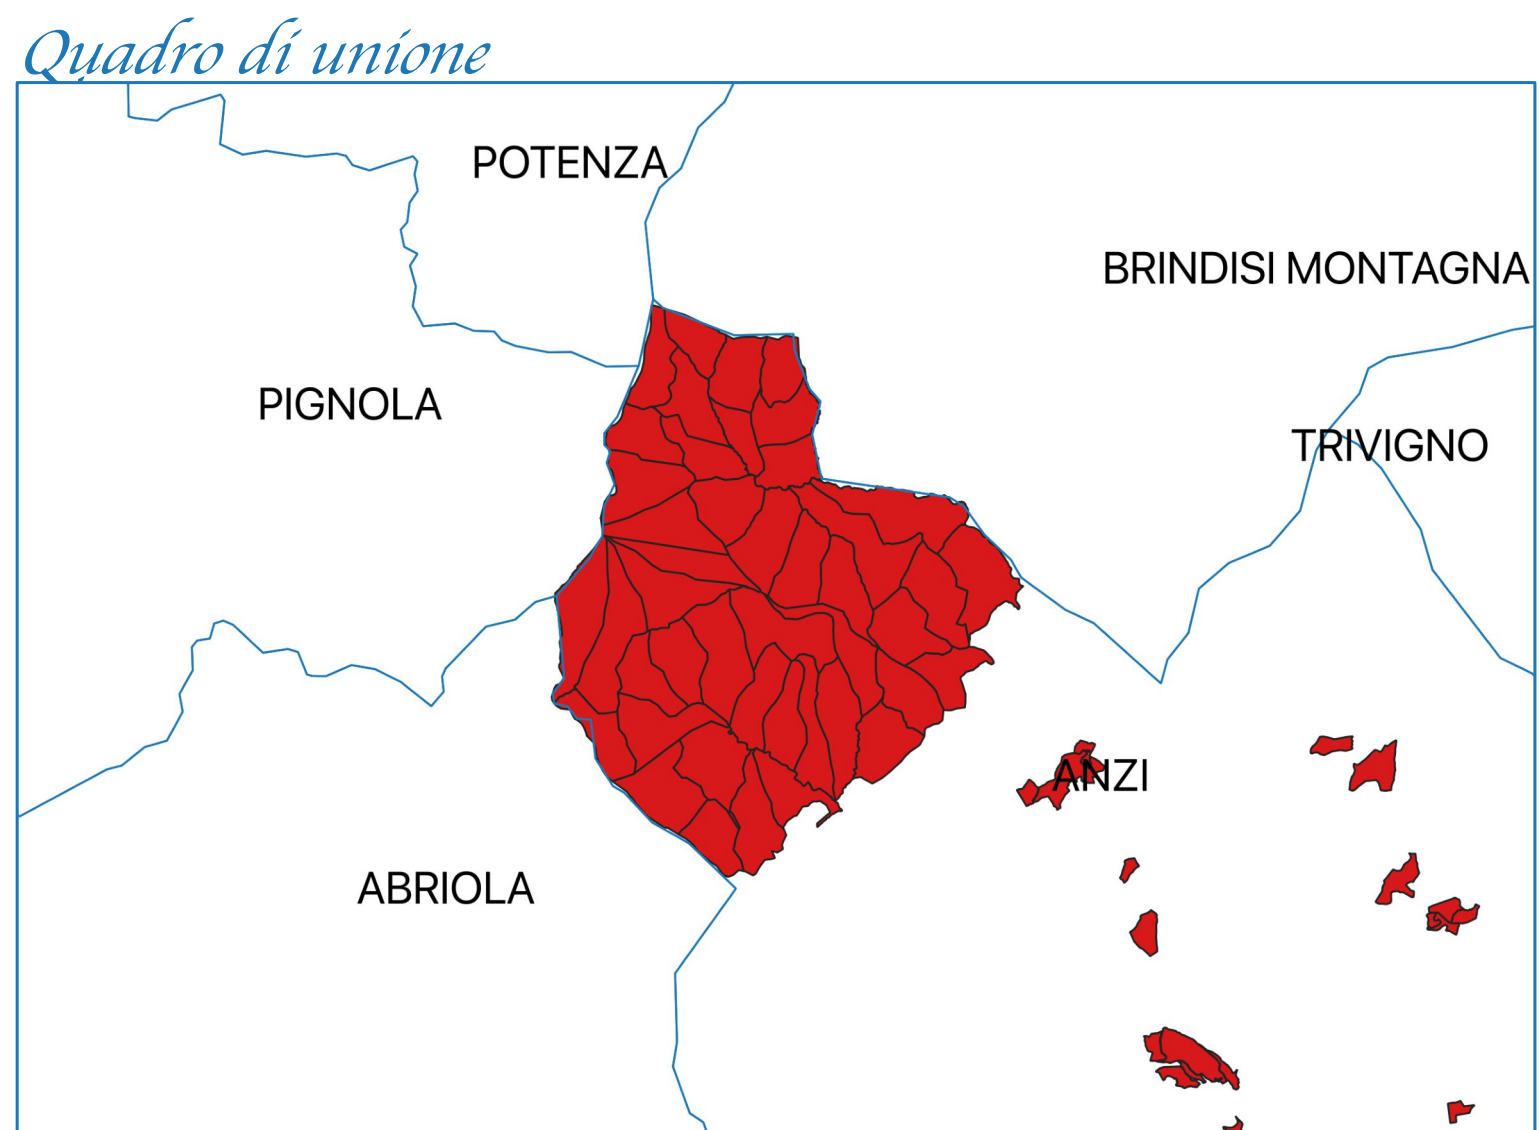 Quadro di unione
POTENZA
BRINDISI MONTAGNA
PIGNOLA
TRIVIGNO
ANZI
ABRIOLA